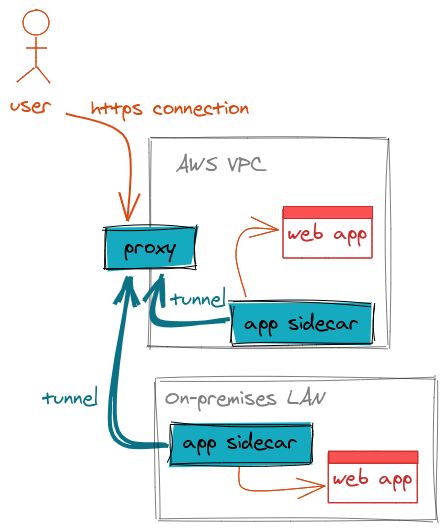 user
https connection
AWS VPC
web app
proxy
tunnel
app sidecar
tunnel
On-premises LAN
app sidecar
web app